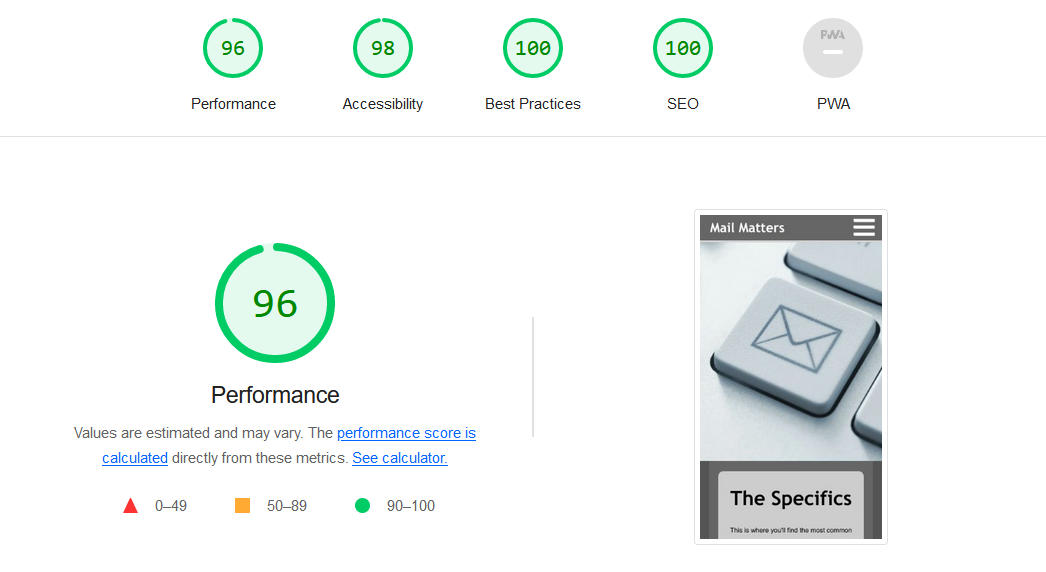 96
98
100
100
PWA
Performance
Accessibility
Best Practices
SEO
PWA
96
Performance
Values are estimated and may vary. The performance score is
calculated directly from these metrics. See calculator.
0–49
50–89
90–100
Mail Matters
The Specifics
This is where you'll find the most common